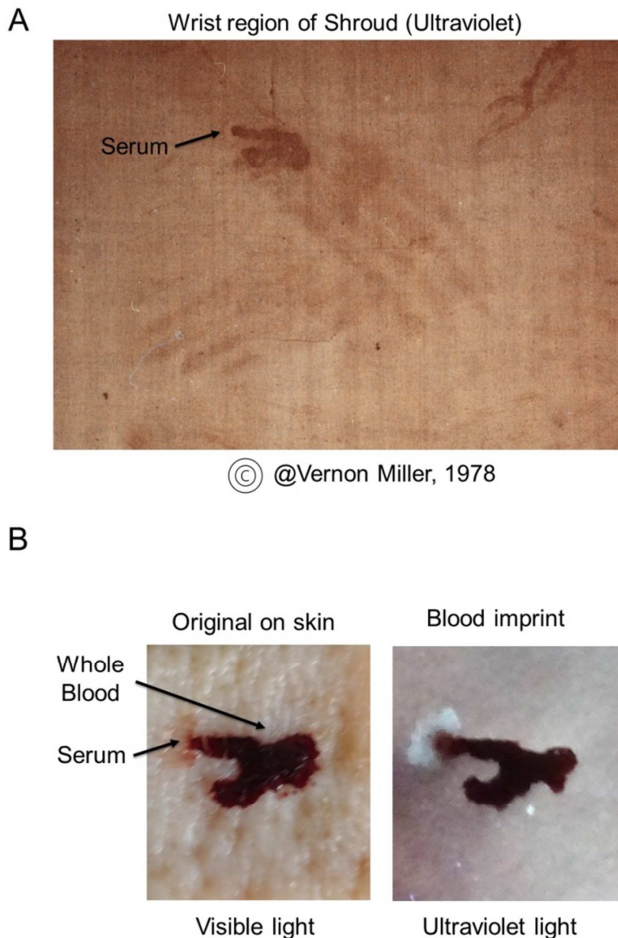 A
Wrist region of Shroud (Ultraviolet)
Serum
© @Vernon Miller, 1978
B
Original on skin
Blood imprint
Whole
Blood
Serum
Visible light
Ultraviolet light